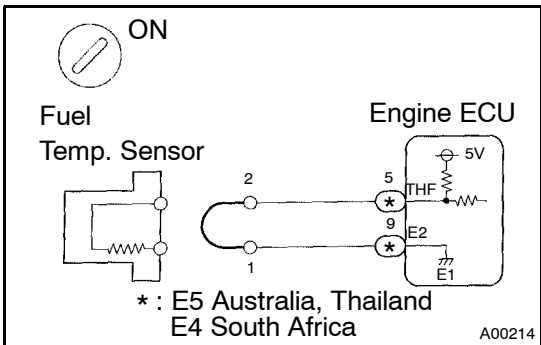 ON
Fuel
Temp. Sensor
Engine ECU
5V
2
5
THF
*
9
E2
*
1
E1
* : E5 Australia, Thailand
E4 South Africa
A00214